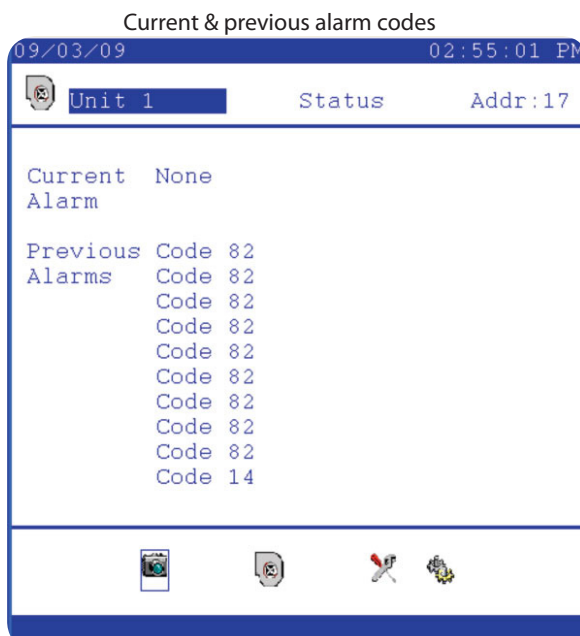 Current & previous alarm codes
09/03/09 02:55:01 PM
Unit 1 Status Addr:17
Current None
Alarm
Previous Code 82
Alarms Code 82
Code 82
Code 82
Code 82
Code 82
Code 82
Code 82
Code 82
Code 14